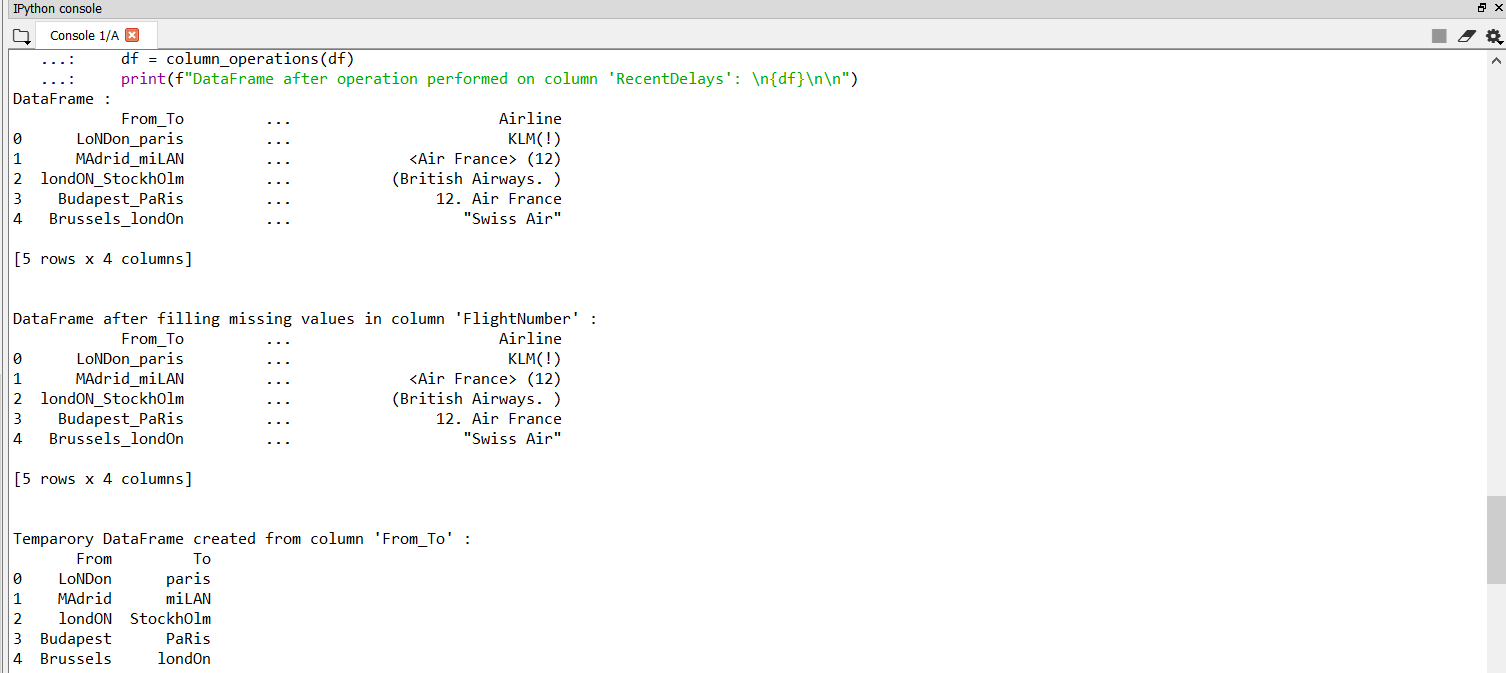 IPython console
Console 1/A
...:     df = column_operations(df)
...:     print(f"DataFrame after operation performed on column 'RecentDelays': \n{df}\n\n")
DataFrame :
            From_To         ...                       Airline
0      LoNDon_paris         ...                        KLM(!)
1      MAdrid_miLAN         ...             <Air France> (12)
2  londON_StockhOlm         ...           (British Airways. )
3    Budapest_PaRis         ...                12. Air France
4   Brussels_londOn         ...                   "Swiss Air"
[5 rows x 4 columns]
DataFrame after filling missing values in column 'FlightNumber' :
            From_To         ...                       Airline
0      LoNDon_paris         ...                        KLM(!)
1      MAdrid_miLAN         ...             <Air France> (12)
2  londON_StockhOlm         ...           (British Airways. )
3    Budapest_PaRis         ...                12. Air France
4   Brussels_londOn         ...                   "Swiss Air"
[5 rows x 4 columns]
Temparory DataFrame created from column 'From_To' :
       From         To
0    LoNDon      paris
1    MAdrid      miLAN
2    londON  StockhOlm
3  Budapest      PaRis
4  Brussels     londOn